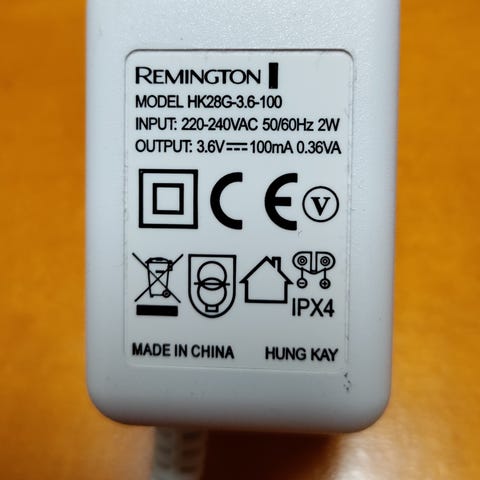 REMINGTON
MODEL HK28G-3.6-100
INPUT: 220-240VAC 50/60Hz 2W
OUTPUT: 3.6V⎓100mA 0.36VA
CE V
IPX4
MADE IN CHINA HUNG KAY